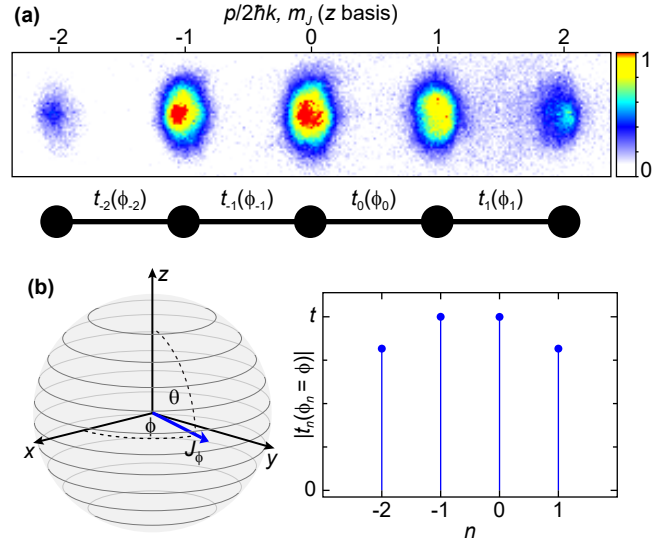 (a)
p/2ħk, m_J (z basis)
-2 -1 0 1 2
1
0
t_-2(ϕ_-2) t_-1(ϕ_-1) t_0(ϕ_0) t_1(ϕ_1)
(b)
z
θ
ϕ
x
J_ϕ
y
|t_n(ϕ_n = ϕ)|
t
0
-2 -1 0 1
n